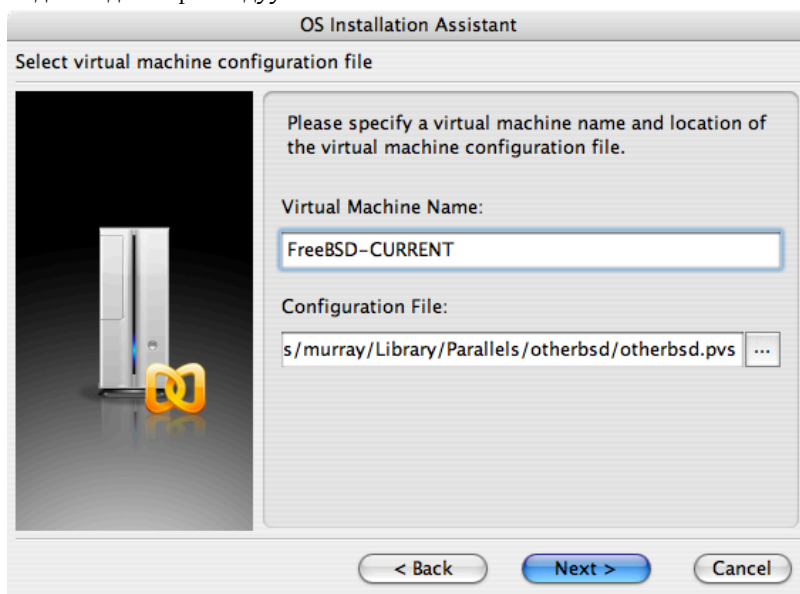 OS Installation Assistant
Select virtual machine configuration file
Please specify a virtual machine name and location of
the virtual machine configuration file.
Virtual Machine Name:
FreeBSD-CURRENT
Configuration File:
s/murray/Library/Parallels/otherbsd/otherbsd.pvs ...
< Back Next > Cancel